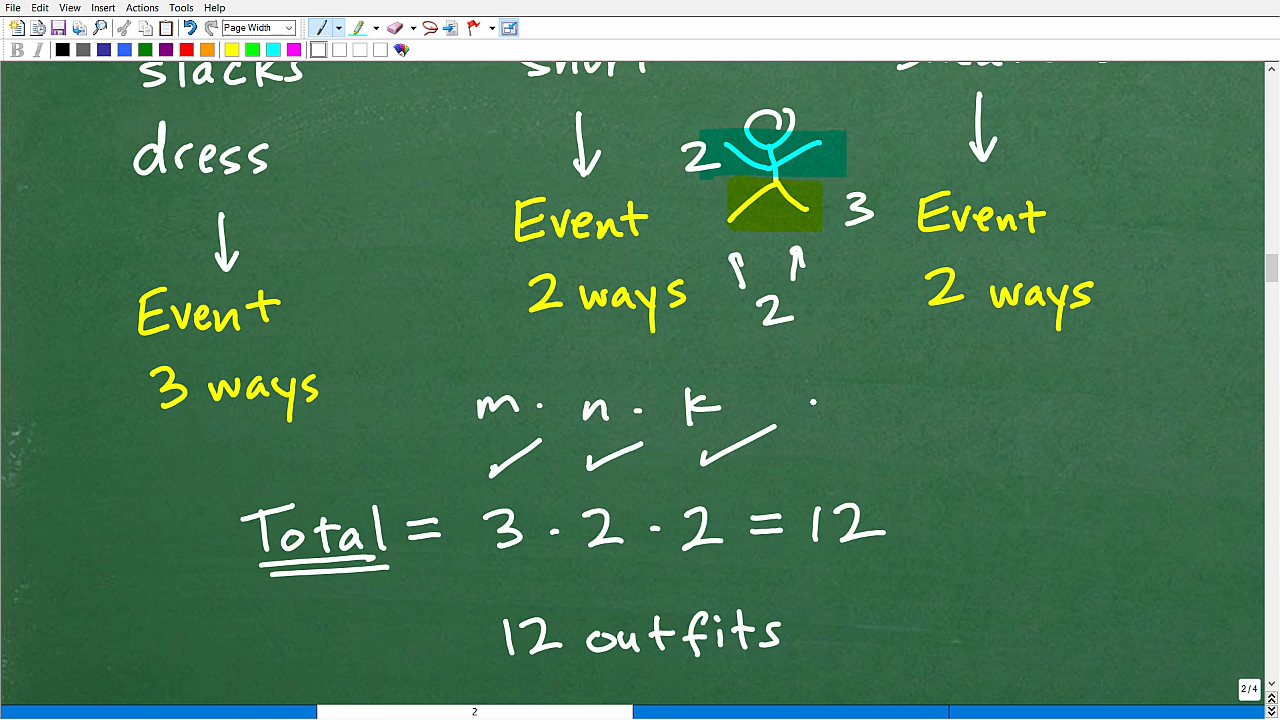 File Edit View Insert Actions Tools Help
Page Width
B I
slacks
short
dress
2
3
Event
2 ways
2
Event
2 ways
Event
3 ways
m · n · k ·
Total = 3 · 2 · 2 = 12
12 outfits
2/4
2